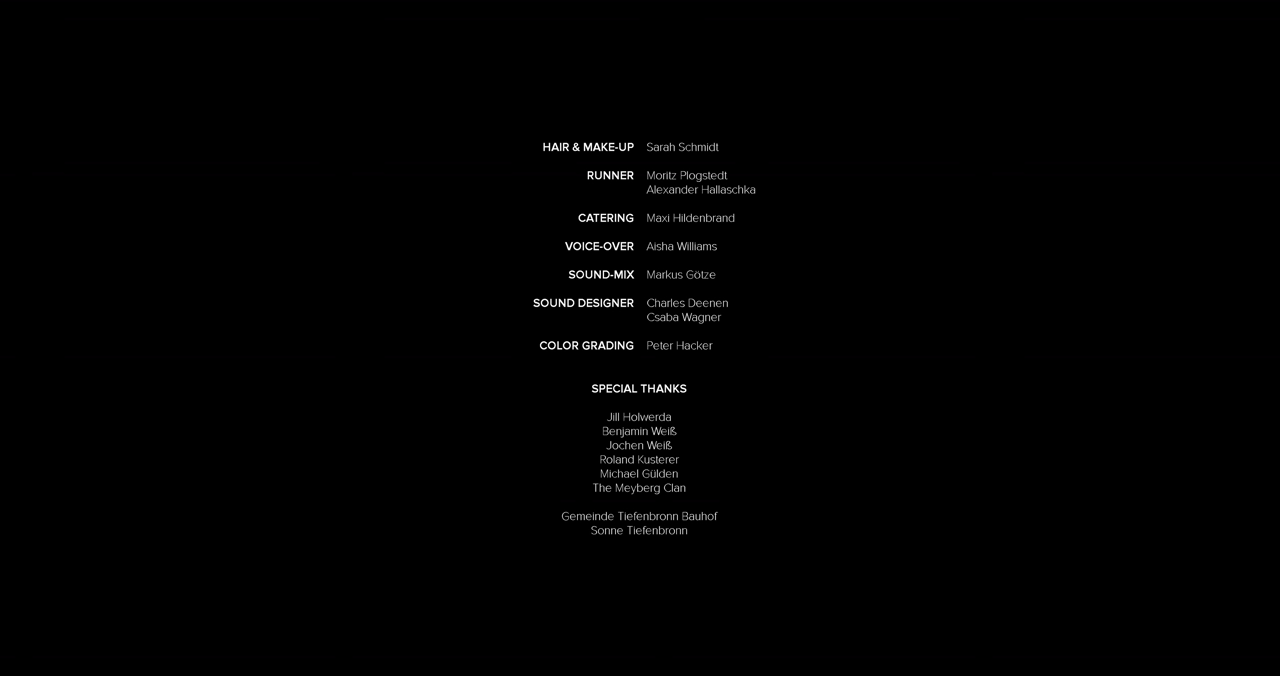 HAIR & MAKE-UP Sarah Schmidt
RUNNER Moritz Plogstedt
Alexander Hallaschka
CATERING Maxi Hildenbrand
VOICE-OVER Aisha Williams
SOUND-MIX Markus Götze
SOUND DESIGNER Charles Deenen
Csaba Wagner
COLOR GRADING Peter Hacker
SPECIAL THANKS
Jill Holwerda
Benjamin Weiß
Jochen Weiß
Roland Kusterer
Michael Gülden
The Meyberg Clan
Gemeinde Tiefenbronn Bauhof
Sonne Tiefenbronn